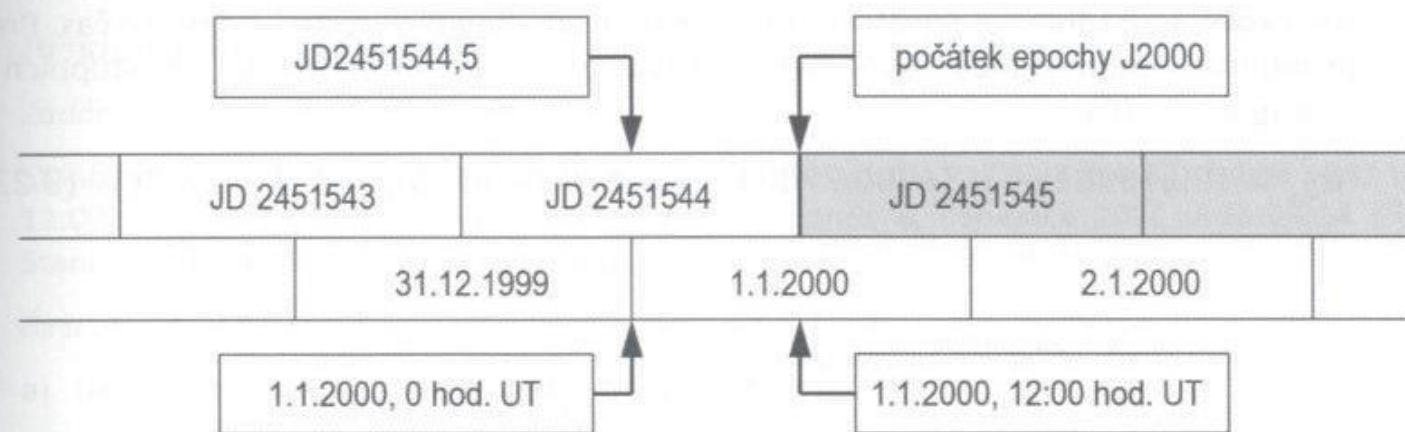 JD2451544,5
počátek epochy J2000
JD 2451543
JD 2451544
JD 2451545
31.12.1999
1.1.2000
2.1.2000
1.1.2000, 0 hod. UT
1.1.2000, 12:00 hod. UT